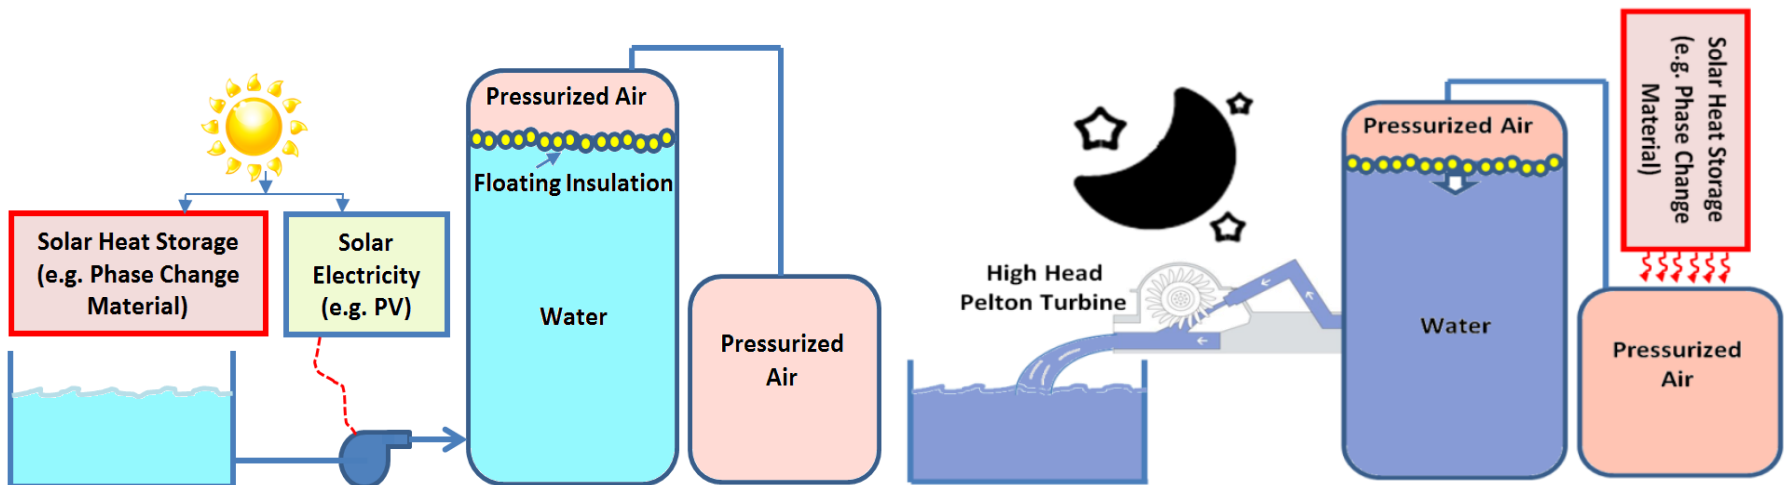 Pressurized Air
Floating Insulation
Solar Heat Storage
(e.g. Phase Change
Material)
Solar
Electricity
(e.g. PV)
Water
Pressurized
Air
Solar Heat Storage
(e.g. Phase Change
Material)
Pressurized Air
High Head
Pelton Turbine
Water
Pressurized
Air